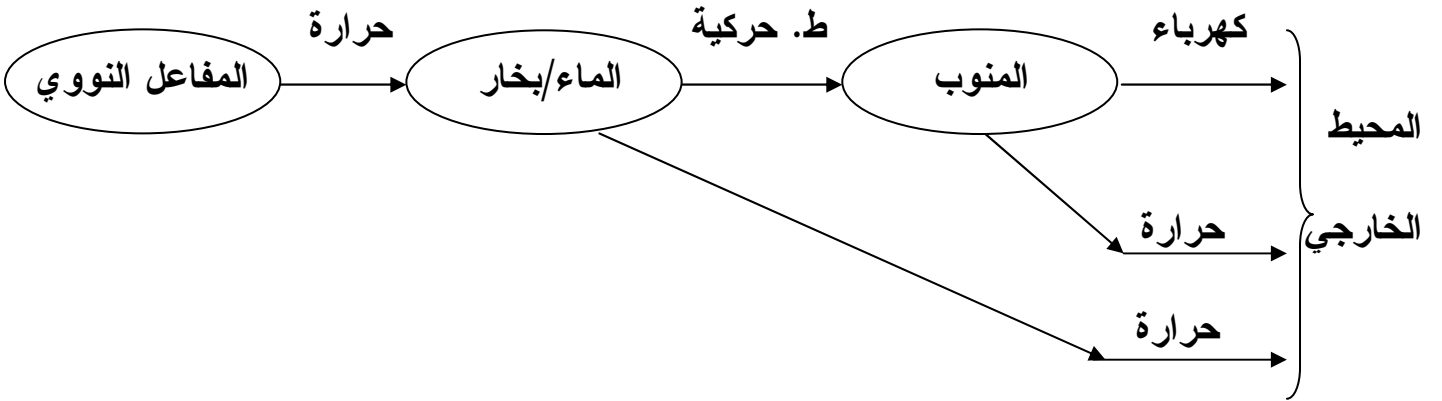 حرارة
ط. حركية
كهرباء
المفاعل النووي
الماء/بخار
المنوب
المحيط
الخارجي
حرارة
حرارة